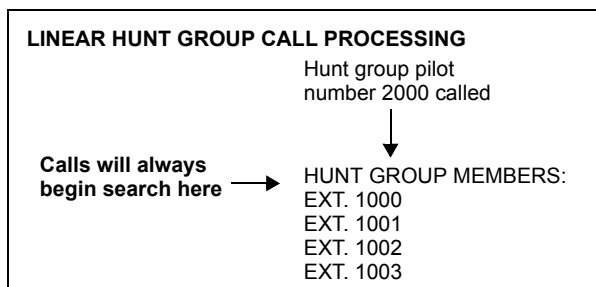 LINEAR HUNT GROUP CALL PROCESSING
Hunt group pilot
number 2000 called
Calls will always
begin search here
HUNT GROUP MEMBERS:
EXT. 1000
EXT. 1001
EXT. 1002
EXT. 1003